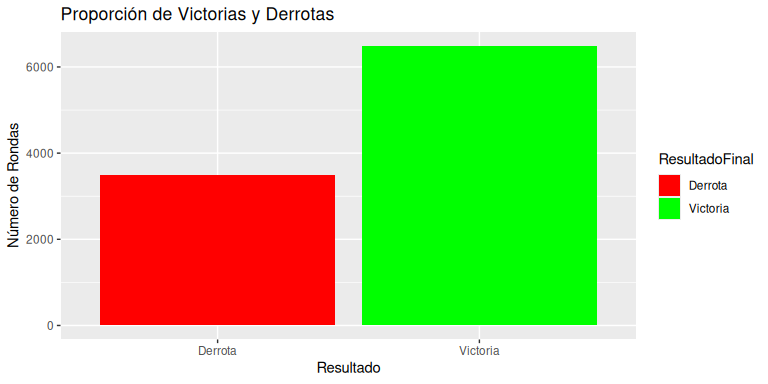 Proporción de Victorias y Derrotas
Número de Rondas
6000
4000
2000
0
Derrota
Victoria
Resultado
ResultadoFinal
Derrota
Victoria